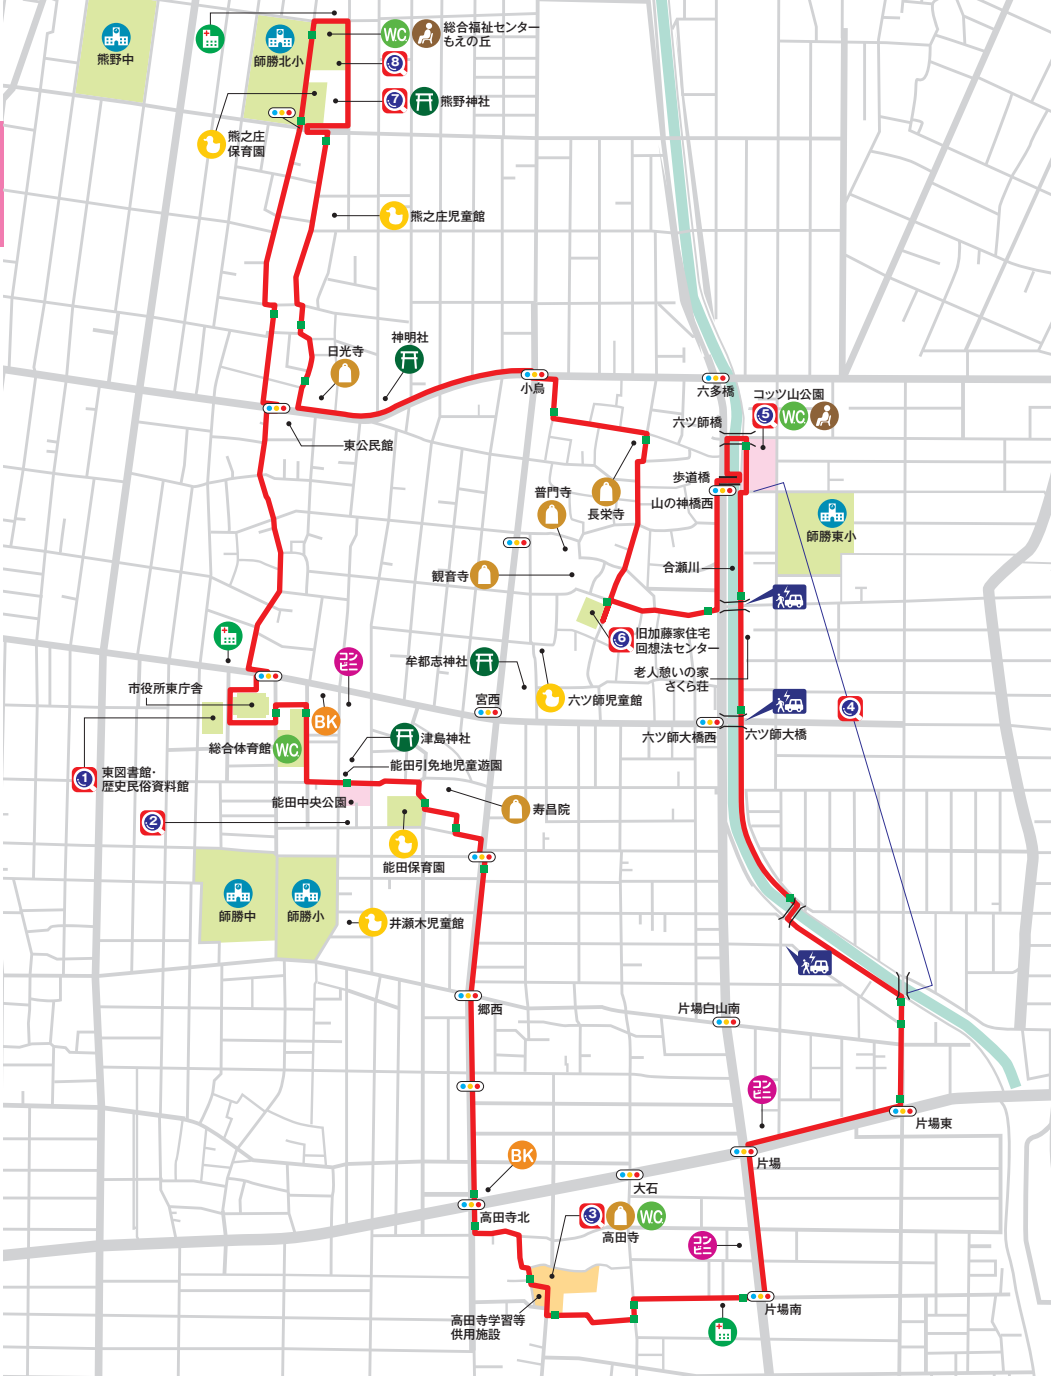 熊野中
師勝北小
WC
総合福祉センター
もえの丘
8
7
熊野神社
熊之庄
保育園
熊之庄児童館
日光寺
神明社
小鳥
六多橋
コッツ山公園
5
WC
六ツ師橋
東公民館
歩道橋
山の神橋西
長栄寺
普門寺
師勝東小
観音寺
合瀬川
6
旧加藤家住宅
回想法センター
老人憩いの家
さくら荘
牟都志神社
六ツ師児童館
コンビニ
市役所東庁舎
BK
宮西
4
六ツ師大橋西
六ツ師大橋
総合体育館
WC
津島神社
能田引免地児童遊園
1
東図書館・
歴史民俗資料館
能田中央公園
2
寿昌院
能田保育園
師勝中
師勝小
井瀬木児童館
郷西
片場白山南
コンビニ
片場東
片場
BK
大石
高田寺北
3
WC
高田寺
コンビニ
高田寺学習等
供用施設
片場南